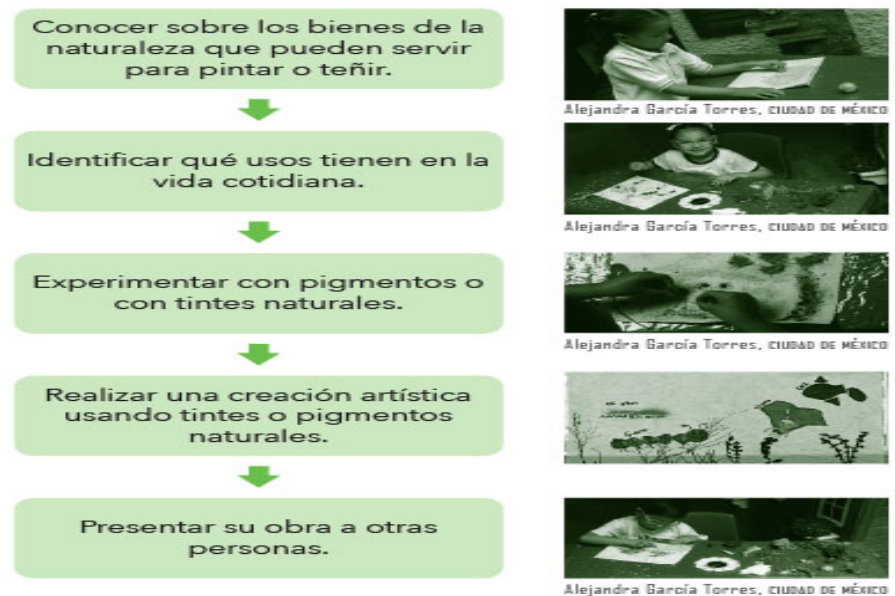 Conocer sobre los bienes de la
naturaleza que pueden servir
para pintar o teñir.
Alejandra García Torres, CIUDAD DE MÉXICO
Identificar qué usos tienen en la
vida cotidiana.
Alejandra García Torres, CIUDAD DE MÉXICO
Experimentar con pigmentos o
con tintes naturales.
Alejandra García Torres, CIUDAD DE MÉXICO
Realizar una creación artística
usando tintes o pigmentos
naturales.
Presentar su obra a otras
personas.
Alejandra García Torres, CIUDAD DE MÉXICO